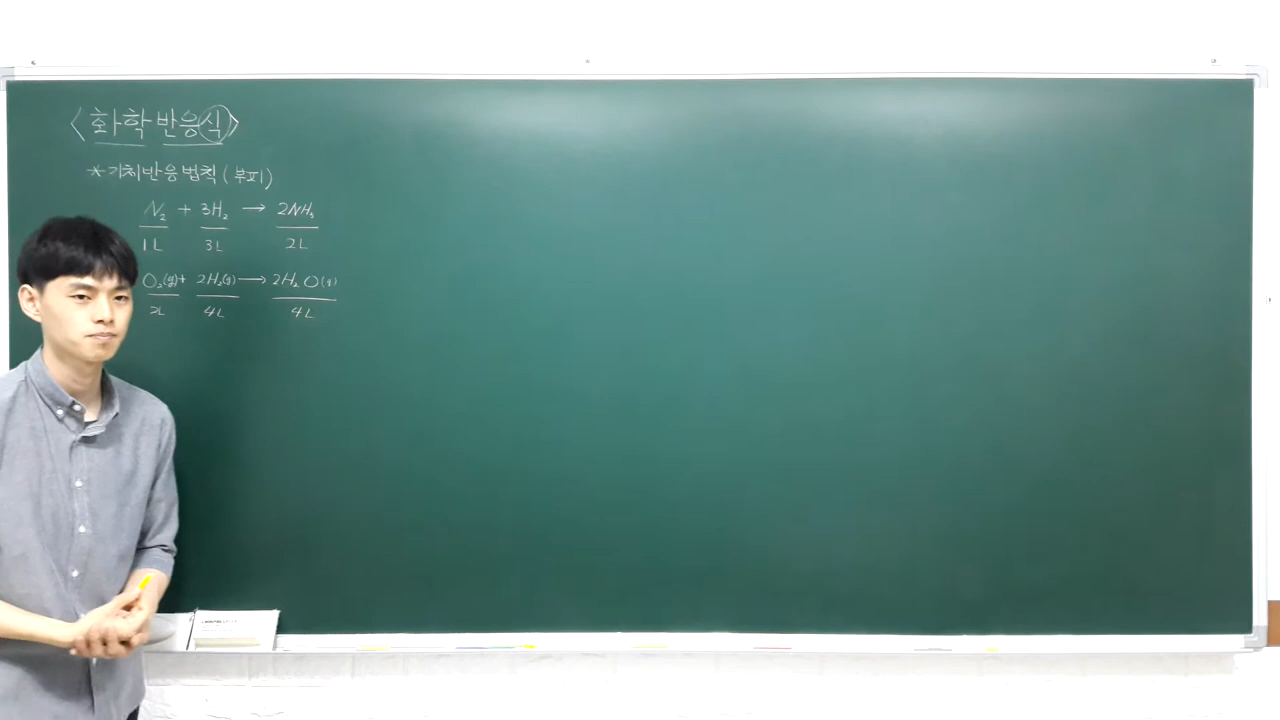 <화학반응식>
*기체반응법칙(부피)
N₂ + 3H₂ → 2NH₃
1L 3L 2L
O₂(g)+ 2H₂(g) → 2H₂O(g)
2L 4L 4L